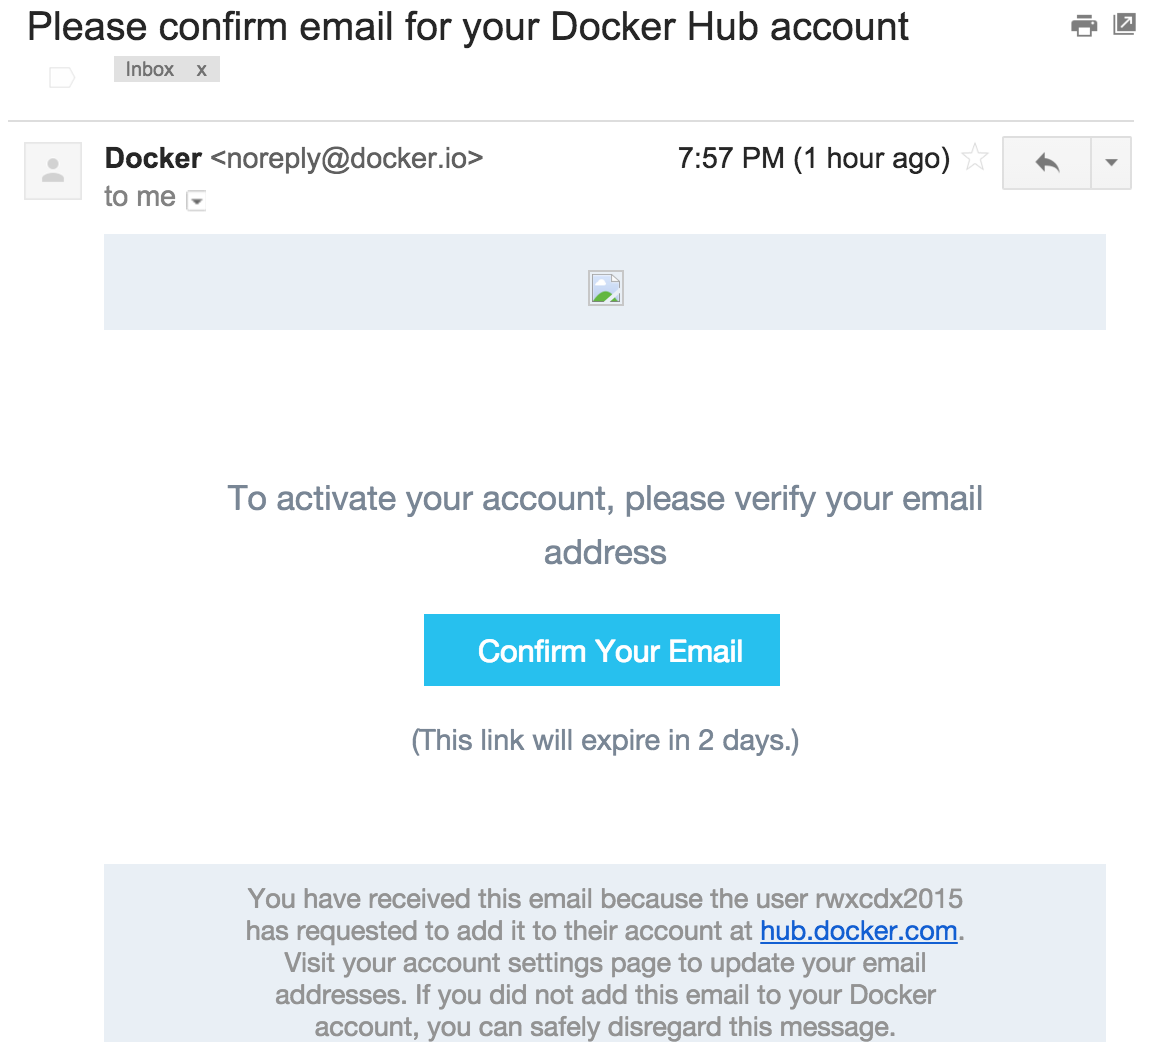 Please confirm email for your Docker Hub account
Inbox x
Docker <noreply@docker.io> 7:57 PM (1 hour ago)
to me
To activate your account, please verify your email
address
Confirm Your Email
(This link will expire in 2 days.)
You have received this email because the user rwxcdx2015
has requested to add it to their account at hub.docker.com.
Visit your account settings page to update your email
addresses. If you did not add this email to your Docker
account, you can safely disregard this message.